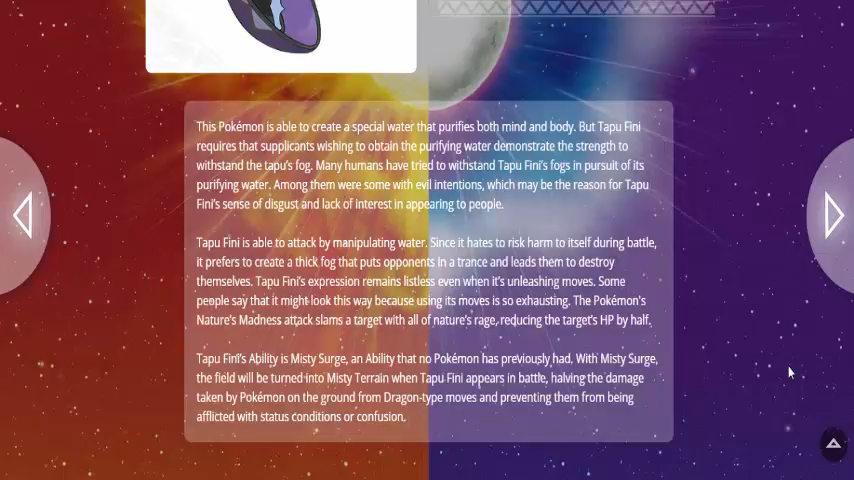 This Pokémon is able to create a special water that purifies both mind and body. But Tapu Fini
requires that supplicants wishing to obtain the purifying water demonstrate the strength to
withstand the tapu's fog. Many humans have tried to withstand Tapu Fini's fogs in pursuit of its
purifying water. Among them were some with evil intentions, which may be the reason for Tapu
Fini's sense of disgust and lack of interest in appearing to people.
Tapu Fini is able to attack by manipulating water. Since it hates to risk harm to itself during battle,
it prefers to create a thick fog that puts opponents in a trance and leads them to destroy
themselves. Tapu Fini's expression remains listless even when it's unleashing moves. Some
people say that it might look this way because using its moves is so exhausting. The Pokémon's
Nature's Madness attack slams a target with all of nature's rage, reducing the target's HP by half.
Tapu Fini's Ability is Misty Surge, an Ability that no Pokémon has previously had. With Misty Surge,
the field will be turned into Misty Terrain when Tapu Fini appears in battle, halving the damage
taken by Pokémon on the ground from Dragon-type moves and preventing them from being
afflicted with status conditions or confusion.